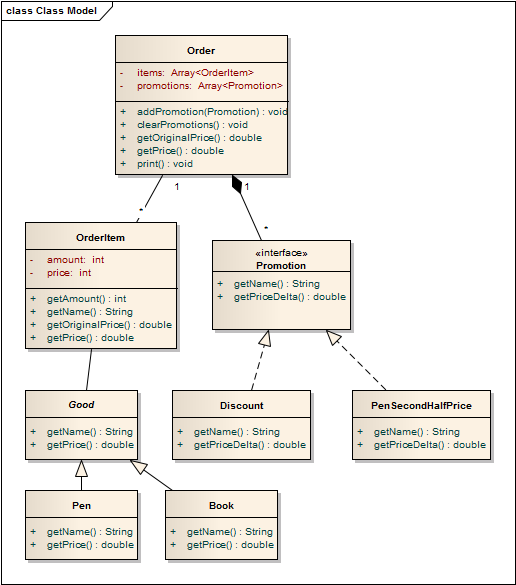 class Class Model
Order
- items: Array<OrderItem>
- promotions: Array<Promotion>
+ addPromotion(Promotion) : void
+ clearPromotions() : void
+ getOriginalPrice() : double
+ getPrice() : double
+ print() : void
1
1
*
*
OrderItem
- amount: int
- price: int
+ getAmount() : int
+ getName() : String
+ getOriginalPrice() : double
+ getPrice() : double
«interface»
Promotion
+ getName() : String
+ getPriceDelta() : double
Good
+ getName() : String
+ getPrice() : double
Discount
+ getName() : String
+ getPriceDelta() : double
PenSecondHalfPrice
+ getName() : String
+ getPriceDelta() : double
Pen
+ getName() : String
+ getPrice() : double
Book
+ getName() : String
+ getPrice() : double